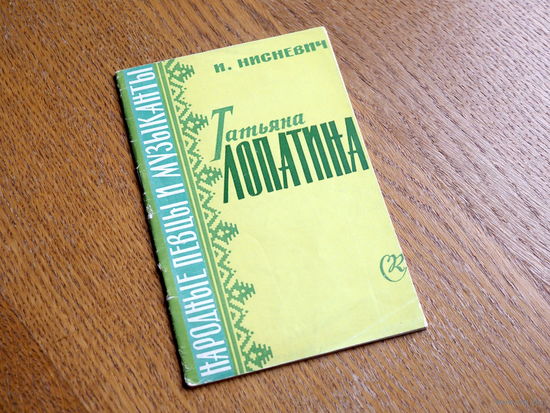 И. НИСНЕВИЧ
Татьяна
ЛОПАТИНА
НАРОДНЫЕ ПЕВЦЫ И МУЗЫКАНТЫ